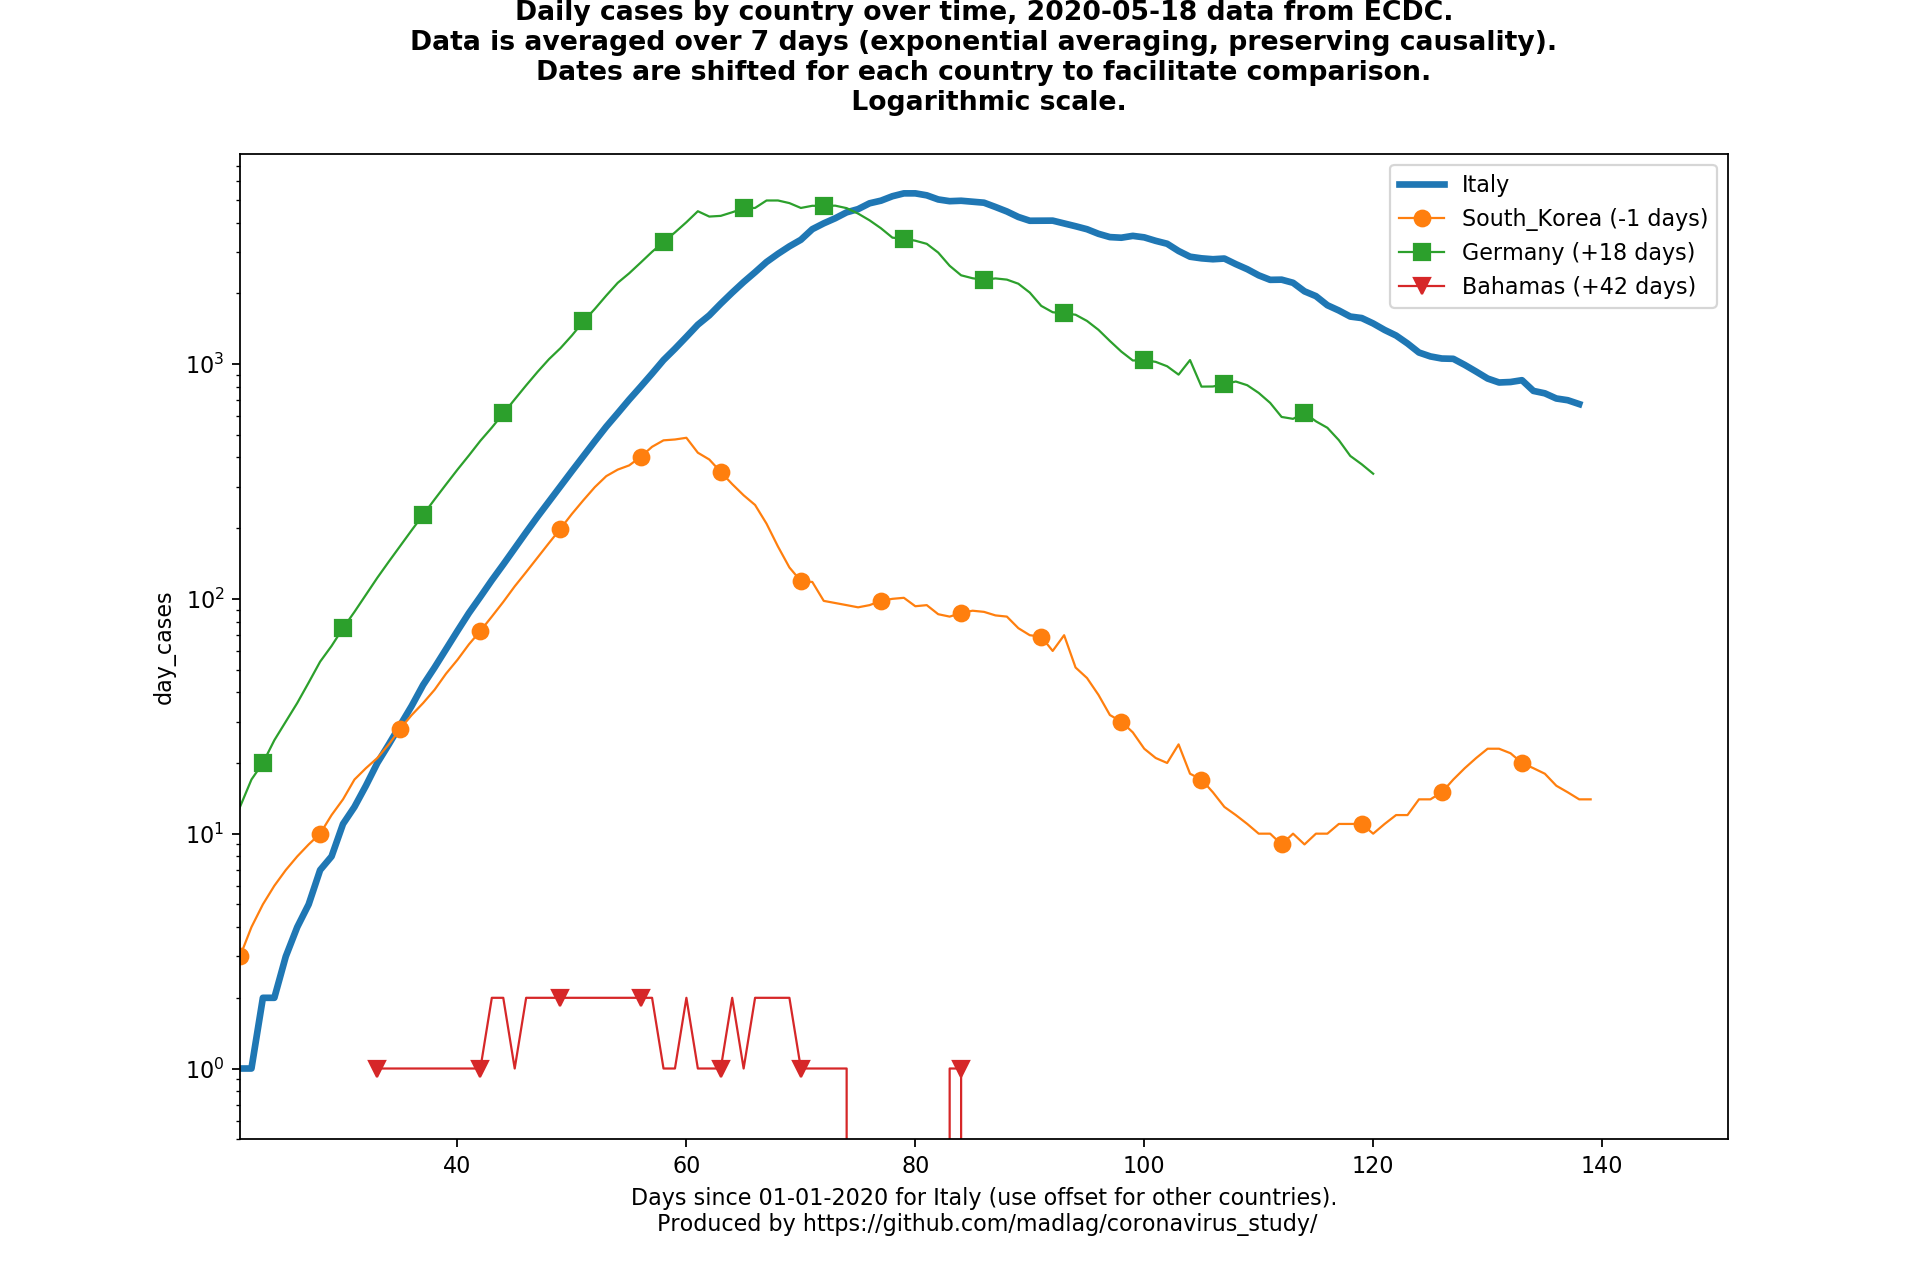 Daily cases by country over time, 2020-05-18 data from ECDC.
Data is averaged over 7 days (exponential averaging, preserving causality).
Dates are shifted for each country to facilitate comparison.
Logarithmic scale.
Italy
South_Korea (-1 days)
Germany (+18 days)
Bahamas (+42 days)
10³
10²
10¹
10⁰
day_cases
40 60 80 100 120 140
Days since 01-01-2020 for Italy (use offset for other countries).
Produced by https://github.com/madlag/coronavirus_study/